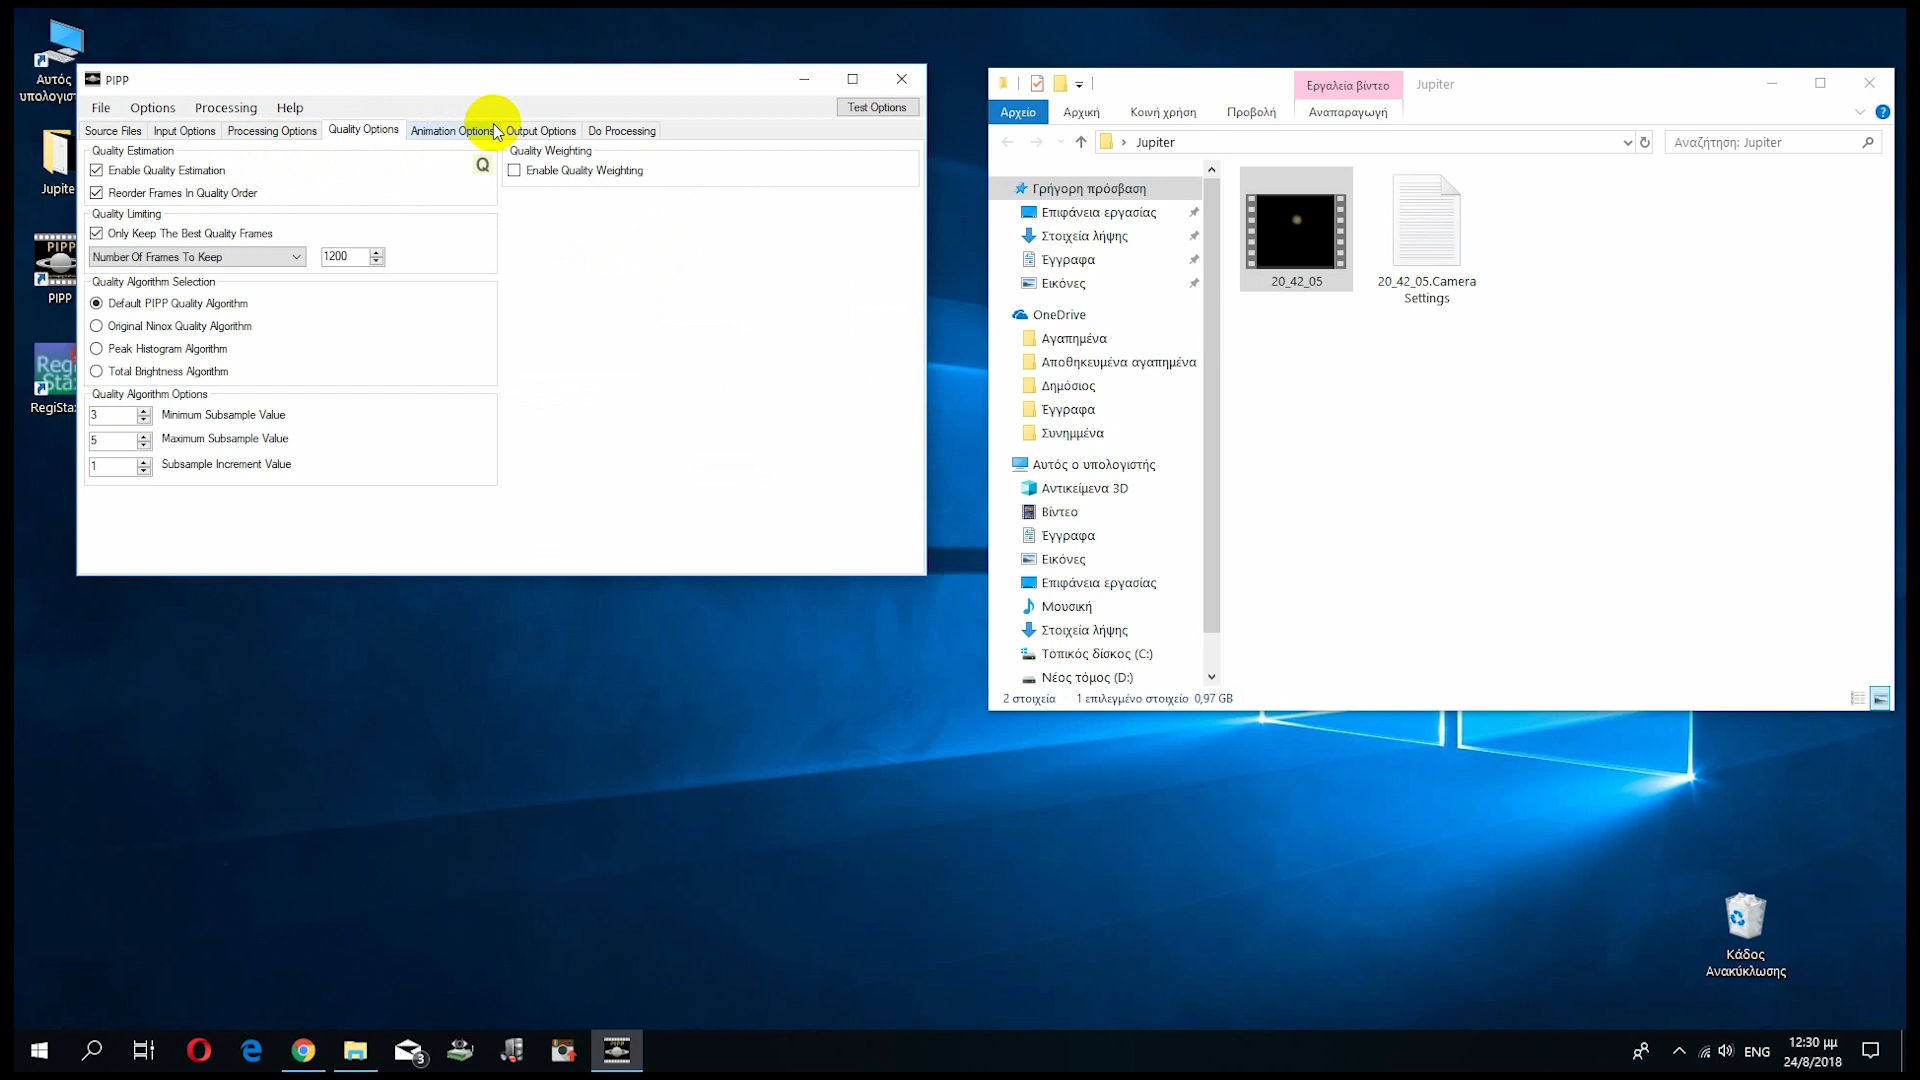 Αυτός
υπολογισ
Jupite
PIPP
PIPP
RegiSta
PIPP
File Options Processing Help
Test Options
Source Files Input Options Processing Options Quality Options Animation Options Output Options Do Processing
Quality Estimation
Enable Quality Estimation
Q
Reorder Frames In Quality Order
Quality Limiting
Only Keep The Best Quality Frames
Number Of Frames To Keep 1200
Quality Algorithm Selection
Default PIPP Quality Algorithm
Original Ninox Quality Algorithm
Peak Histogram Algorithm
Total Brightness Algorithm
Quality Algorithm Options
3 Minimum Subsample Value
5 Maximum Subsample Value
1 Subsample Increment Value
Quality Weighting
Enable Quality Weighting
Εργαλεία βίντεο
Jupiter
Αρχείο Αρχική Κοινή χρήση Προβολή Αναπαραγωγή
Jupiter
Αναζήτηση: Jupiter
Γρήγορη πρόσβαση
Επιφάνεια εργασίας
Στοιχεία λήψης
Έγγραφα
Εικόνες
OneDrive
Αγαπημένα
Αποθηκευμένα αγαπημένα
Δημόσιος
Έγγραφα
Συνημμένα
Αυτός ο υπολογιστής
Αντικείμενα 3D
Βίντεο
Έγγραφα
Εικόνες
Επιφάνεια εργασίας
Μουσική
Στοιχεία λήψης
Τοπικός δίσκος (C:)
Νέος τόμος (D:)
20_42_05
20_42_05.Camera
Settings
2 στοιχεία 1 επιλεγμένο στοιχείο 0,97 GB
Κάδος
Ανακύκλωσης
3
ENG
12:30 μμ
24/8/2018